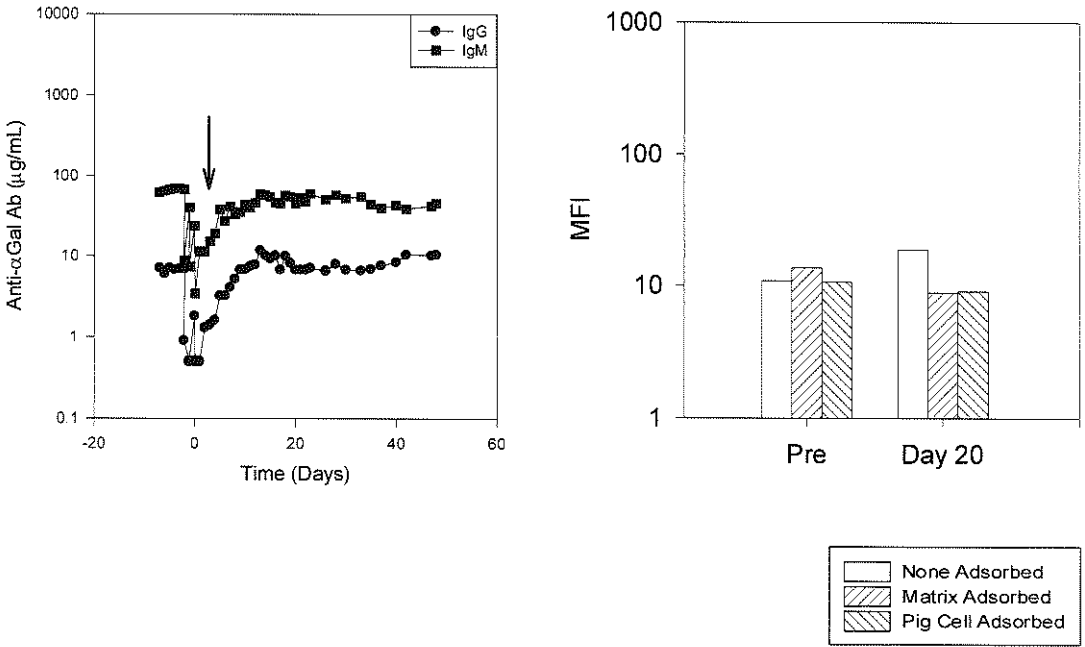 10000
1000
100
10
1
0.1
-20
0
20
40
60
Anti-αGal Ab (μg/mL)
Time (Days)
IgG
IgM
1000
100
10
1
MFI
Pre
Day 20
None Adsorbed
Matrix Adsorbed
Pig Cell Adsorbed